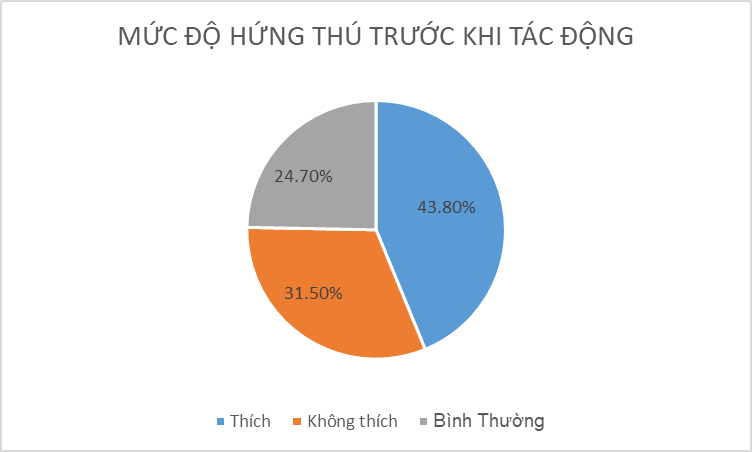 MỨC ĐỘ HỨNG THÚ TRƯỚC KHI TÁC ĐỘNG
24.70%
43.80%
31.50%
Thích Không thích Bình Thường